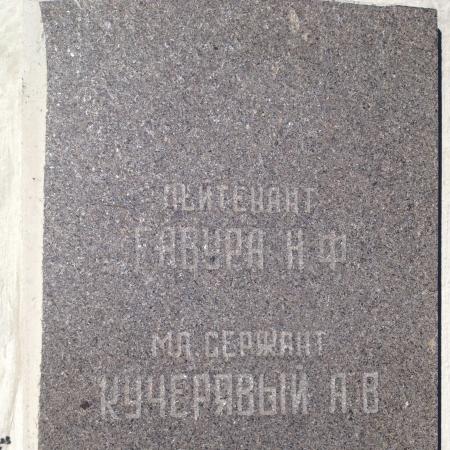 ЛЕЙТЕНАНТ
ГАБУРА Н.Ф.
МЛ. СЕРЖАНТ
КУЧЕРЯВЫЙ А.В